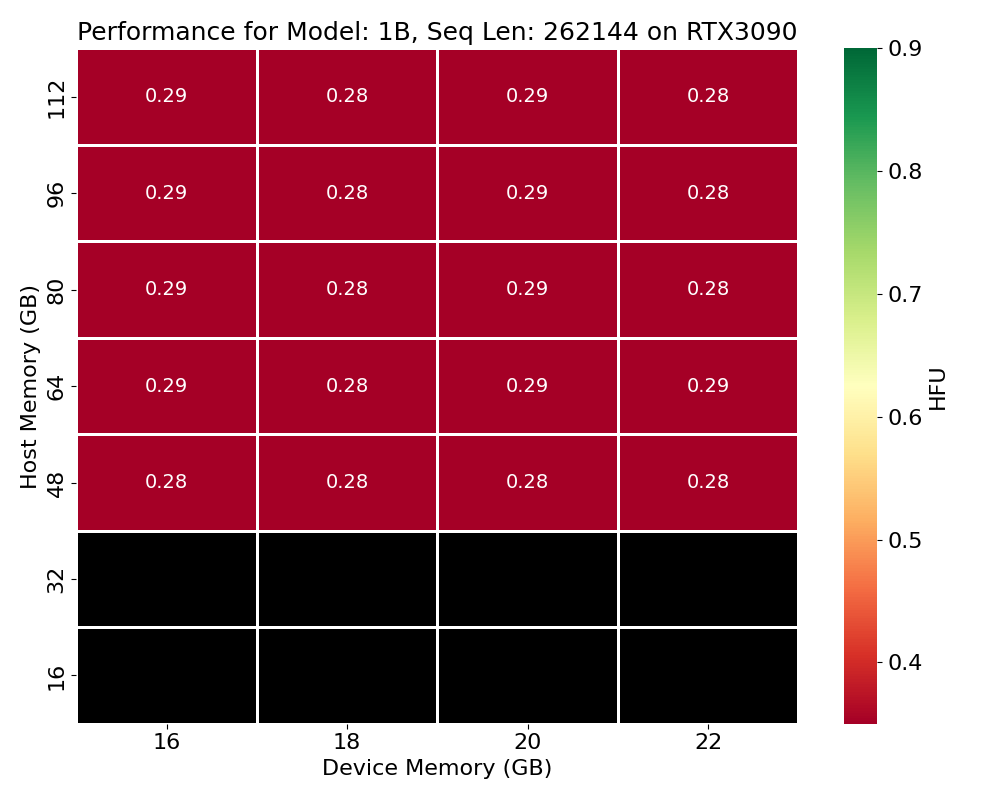 Performance for Model: 1B, Seq Len: 262144 on RTX3090
112 0.29 0.28 0.29 0.28
96 0.29 0.28 0.29 0.28
80 0.29 0.28 0.29 0.28
64 0.29 0.28 0.29 0.29
48 0.28 0.28 0.28 0.28
32
16
Host Memory (GB)
16 18 20 22
Device Memory (GB)
0.9
0.8
0.7
0.6
0.5
0.4
HFU